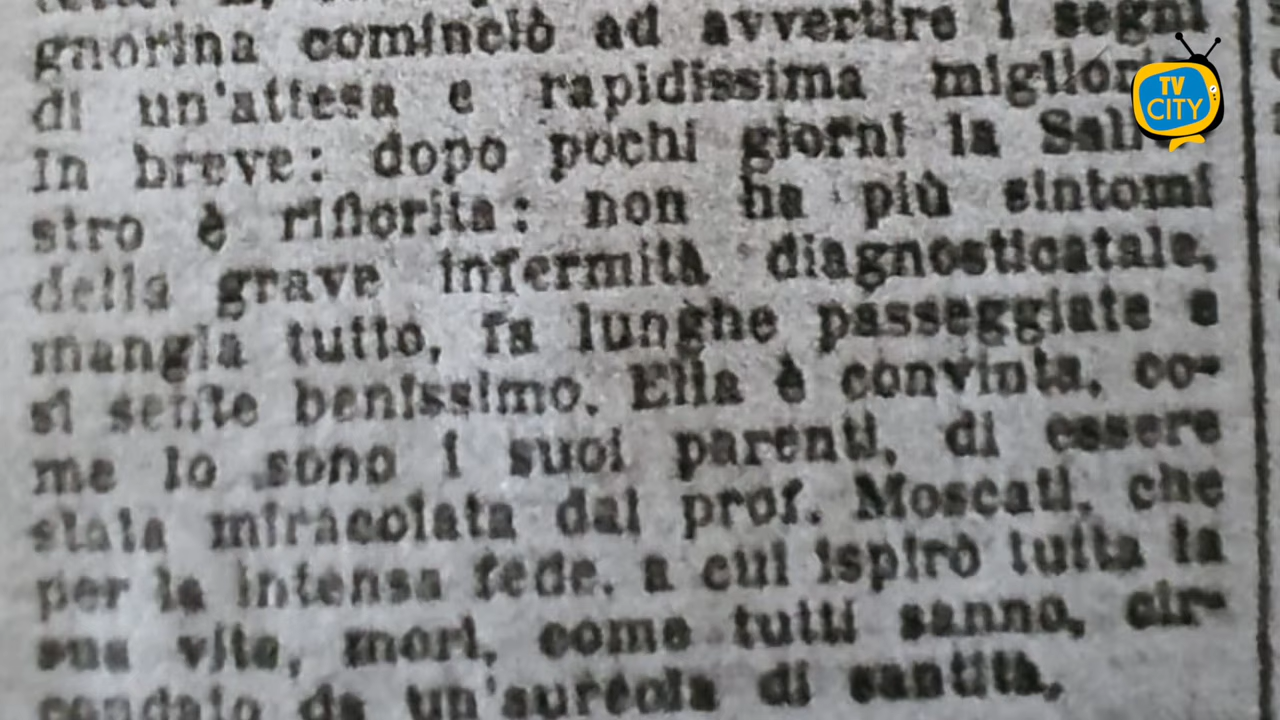 gnorina cominciò ad avvertire i segni
di un'attesa e rapidissima
In breve: dopo pochi giorni la
stro è rifiorita: non ha più sintomi
della grave infermità diagnosticatale,
mangia tutto, fa lunghe passeggiate e
si sente benissimo. Ella è convinta, co-
me lo sono i suoi parenti, di essere
stata miracolata dal prof. Moscati, che
per la intensa fede, a cui ispirò tutta la
sua vita, morì, come tutti sanno, cir-
condato da un'aureola di santità.
TV
CITY